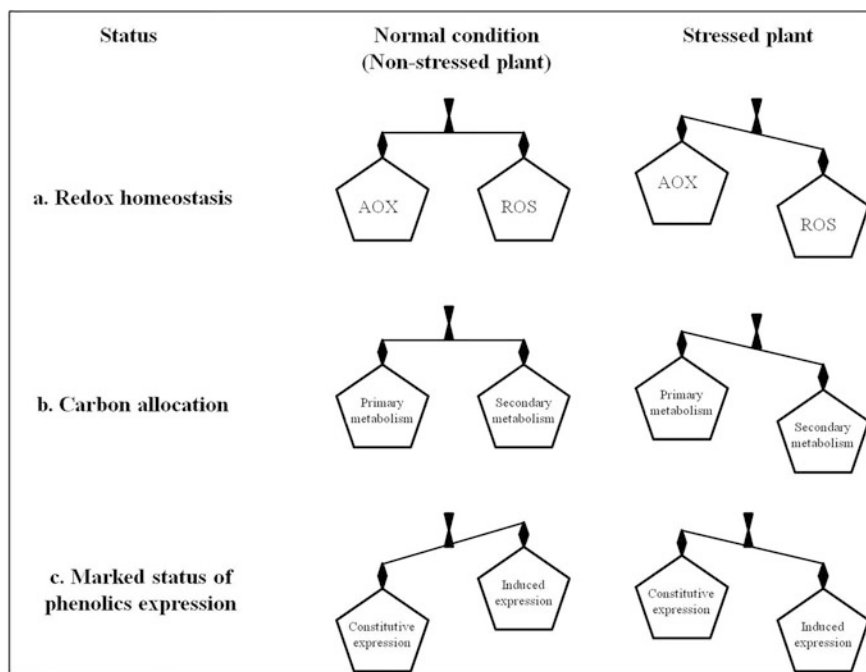 Status
Normal condition
(Non-stressed plant)
Stressed plant
a. Redox homeostasis
AOX
ROS
AOX
ROS
b. Carbon allocation
Primary
metabolism
Secondary
metabolism
Primary
metabolism
Secondary
metabolism
c. Marked status of
phenolics expression
Constitutive
expression
Induced
expression
Constitutive
expression
Induced
expression